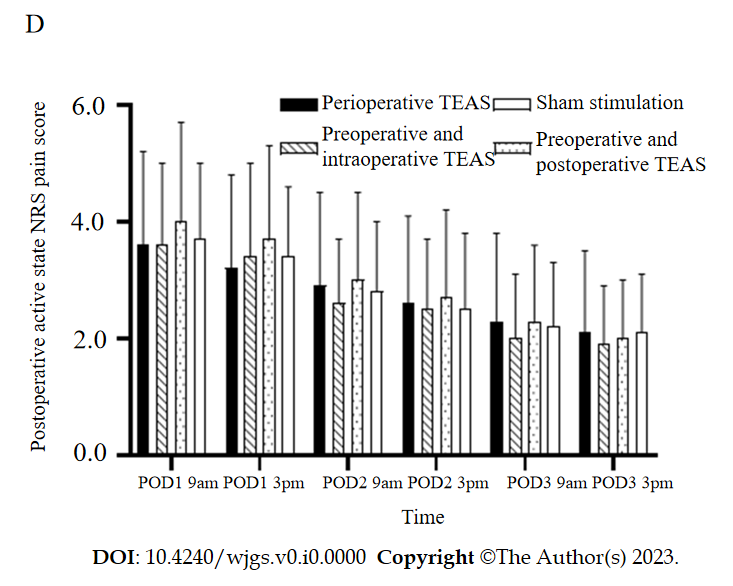 D
6.0
4.0
2.0
0.0
Postoperative active state NRS pain score
Perioperative TEAS
Sham stimulation
Preoperative and
intraoperative TEAS
Preoperative and
postoperative TEAS
POD1 9am POD1 3pm POD2 9am POD2 3pm POD3 9am POD3 3pm
Time
DOI: 10.4240/wjgs.v0.i0.0000 Copyright ©The Author(s) 2023.